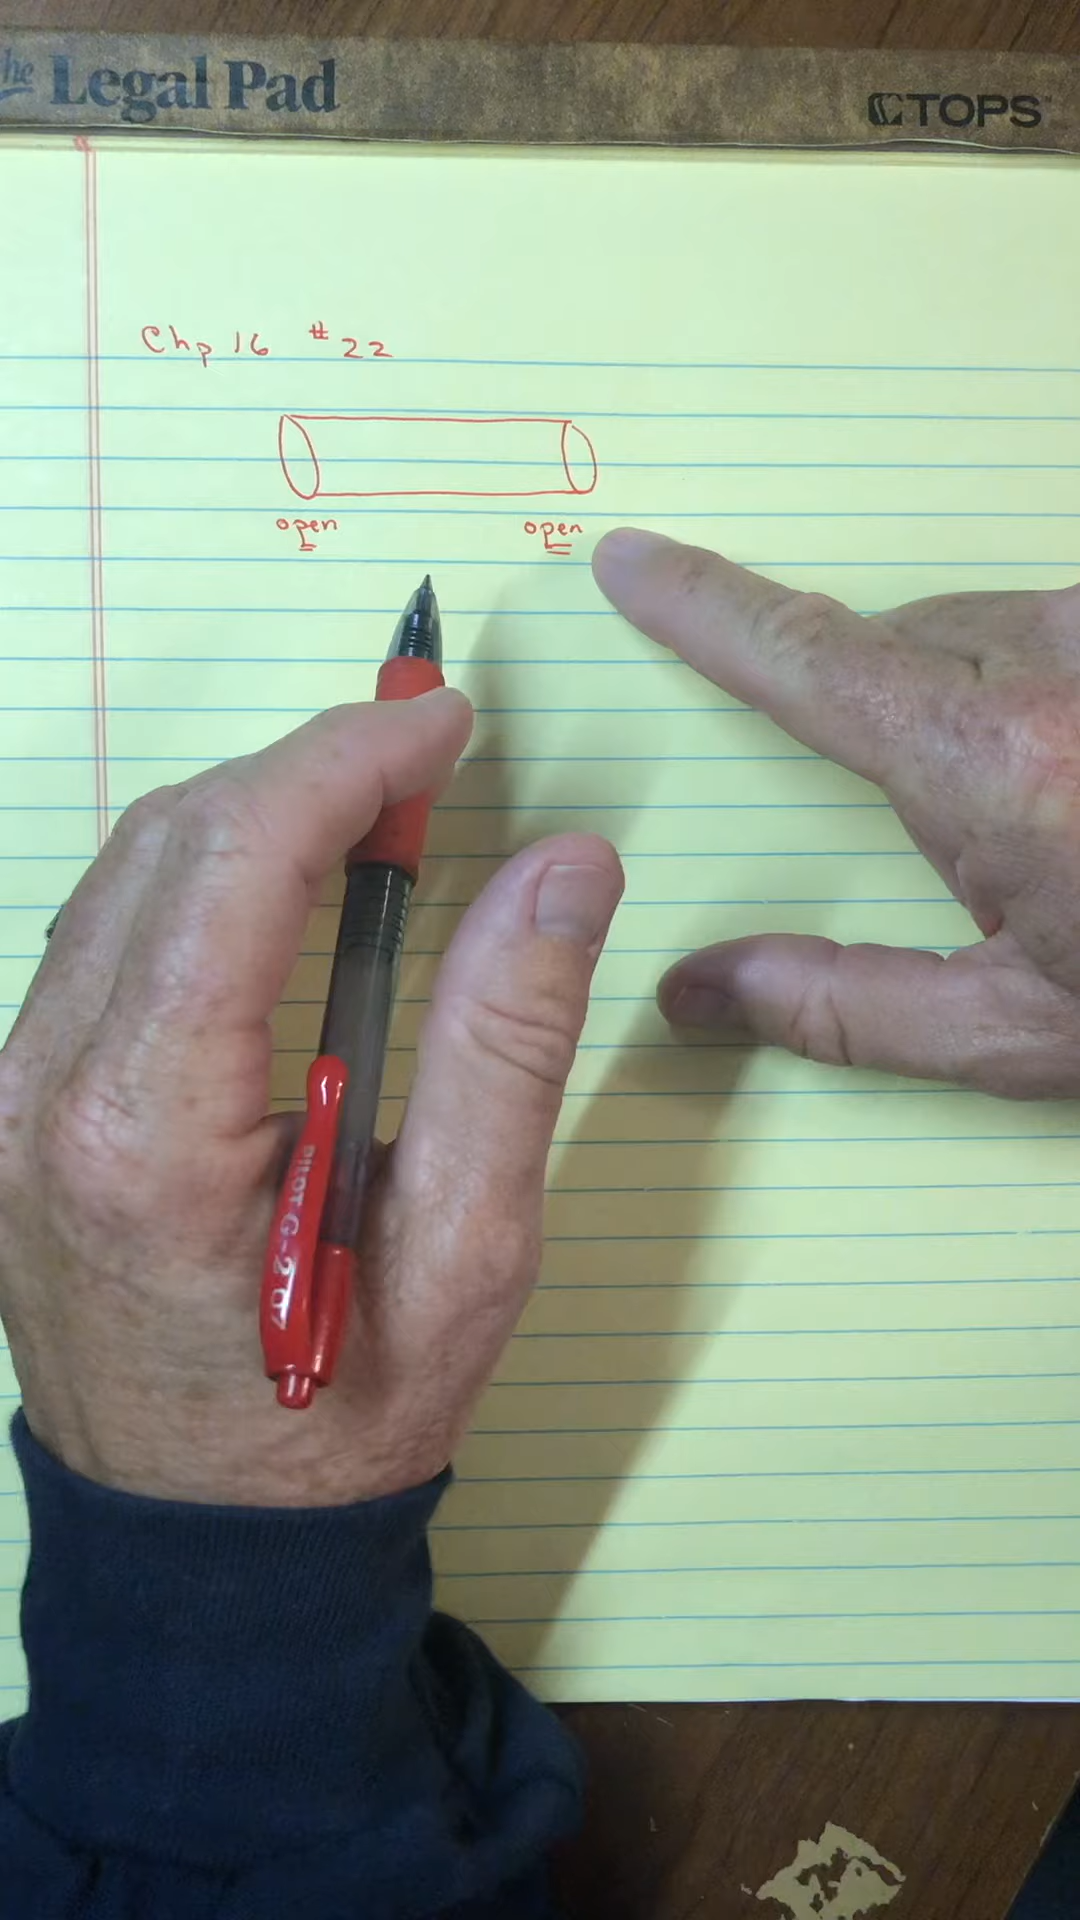 The Legal Pad
TOPS
Chp 16 # 22
open open
PILOT G-2 07